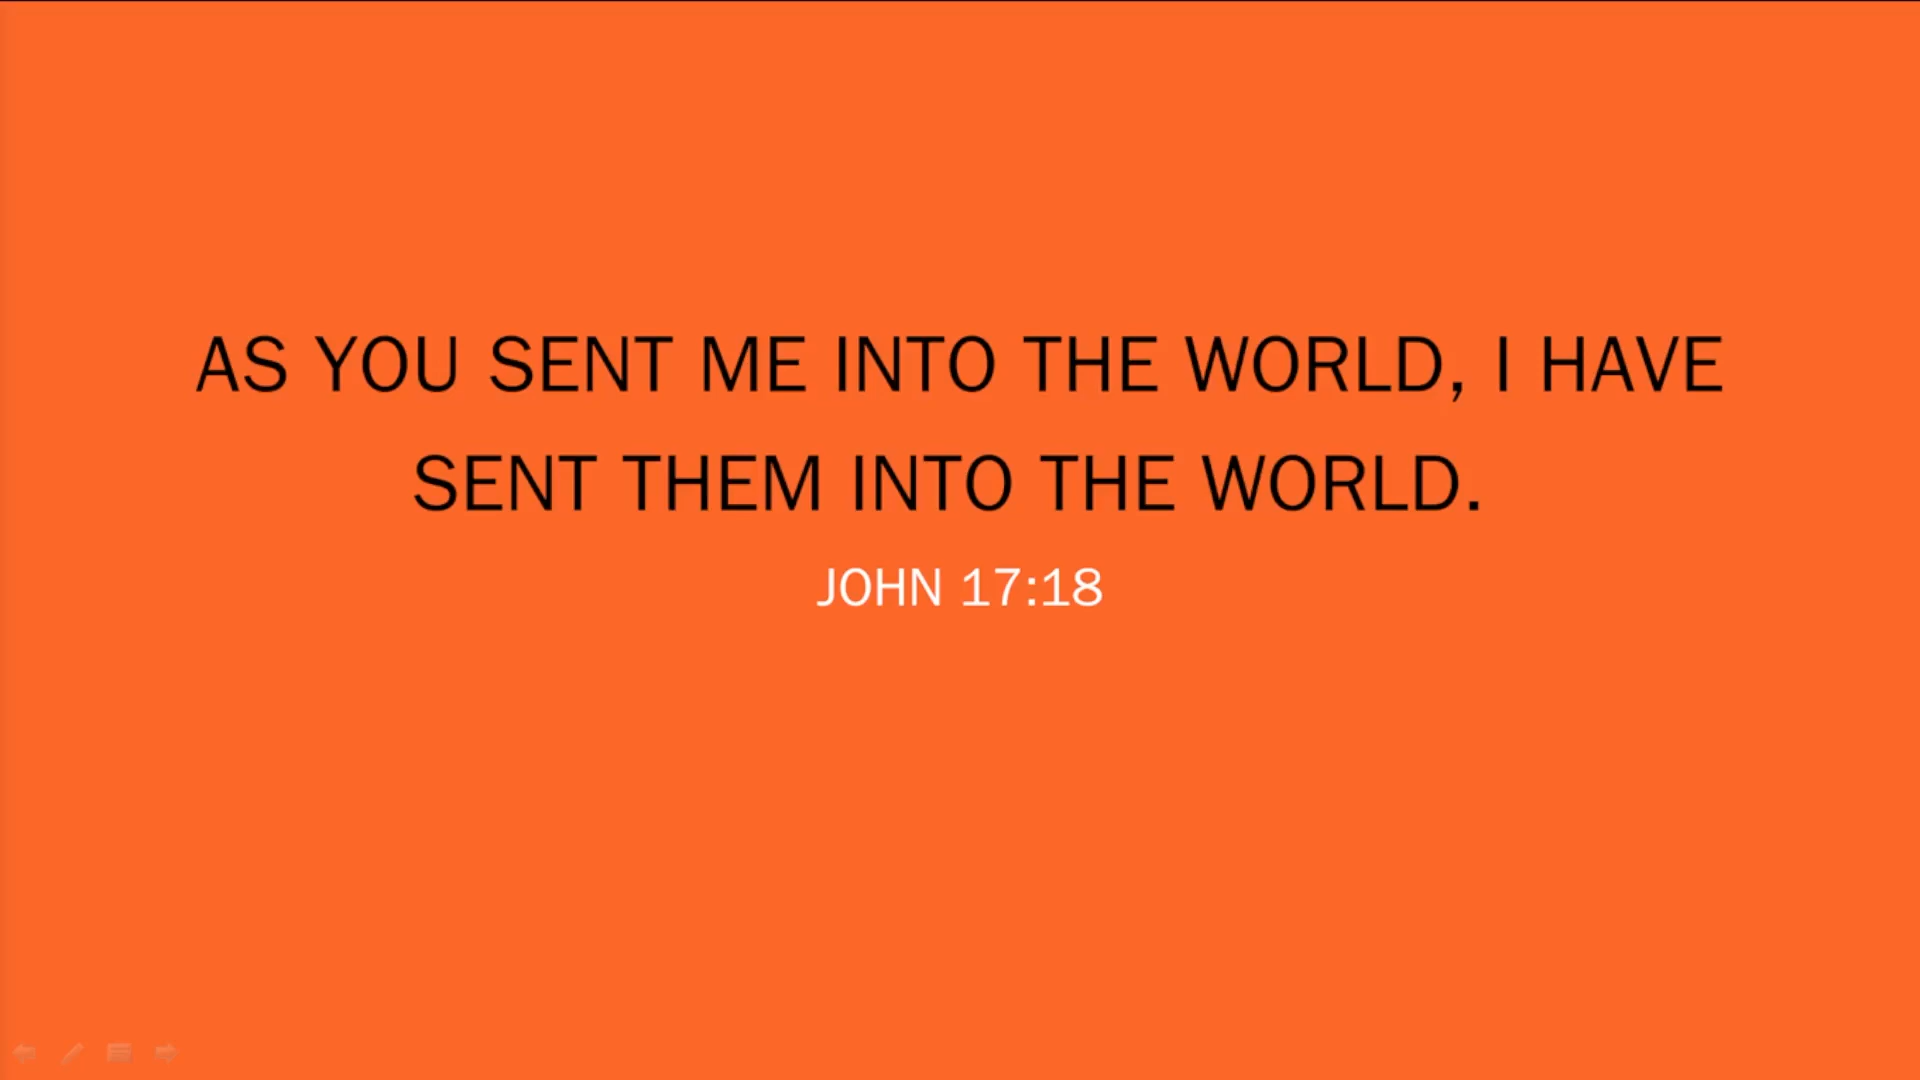 AS YOU SENT ME INTO THE WORLD, I HAVE
SENT THEM INTO THE WORLD.
JOHN 17:18